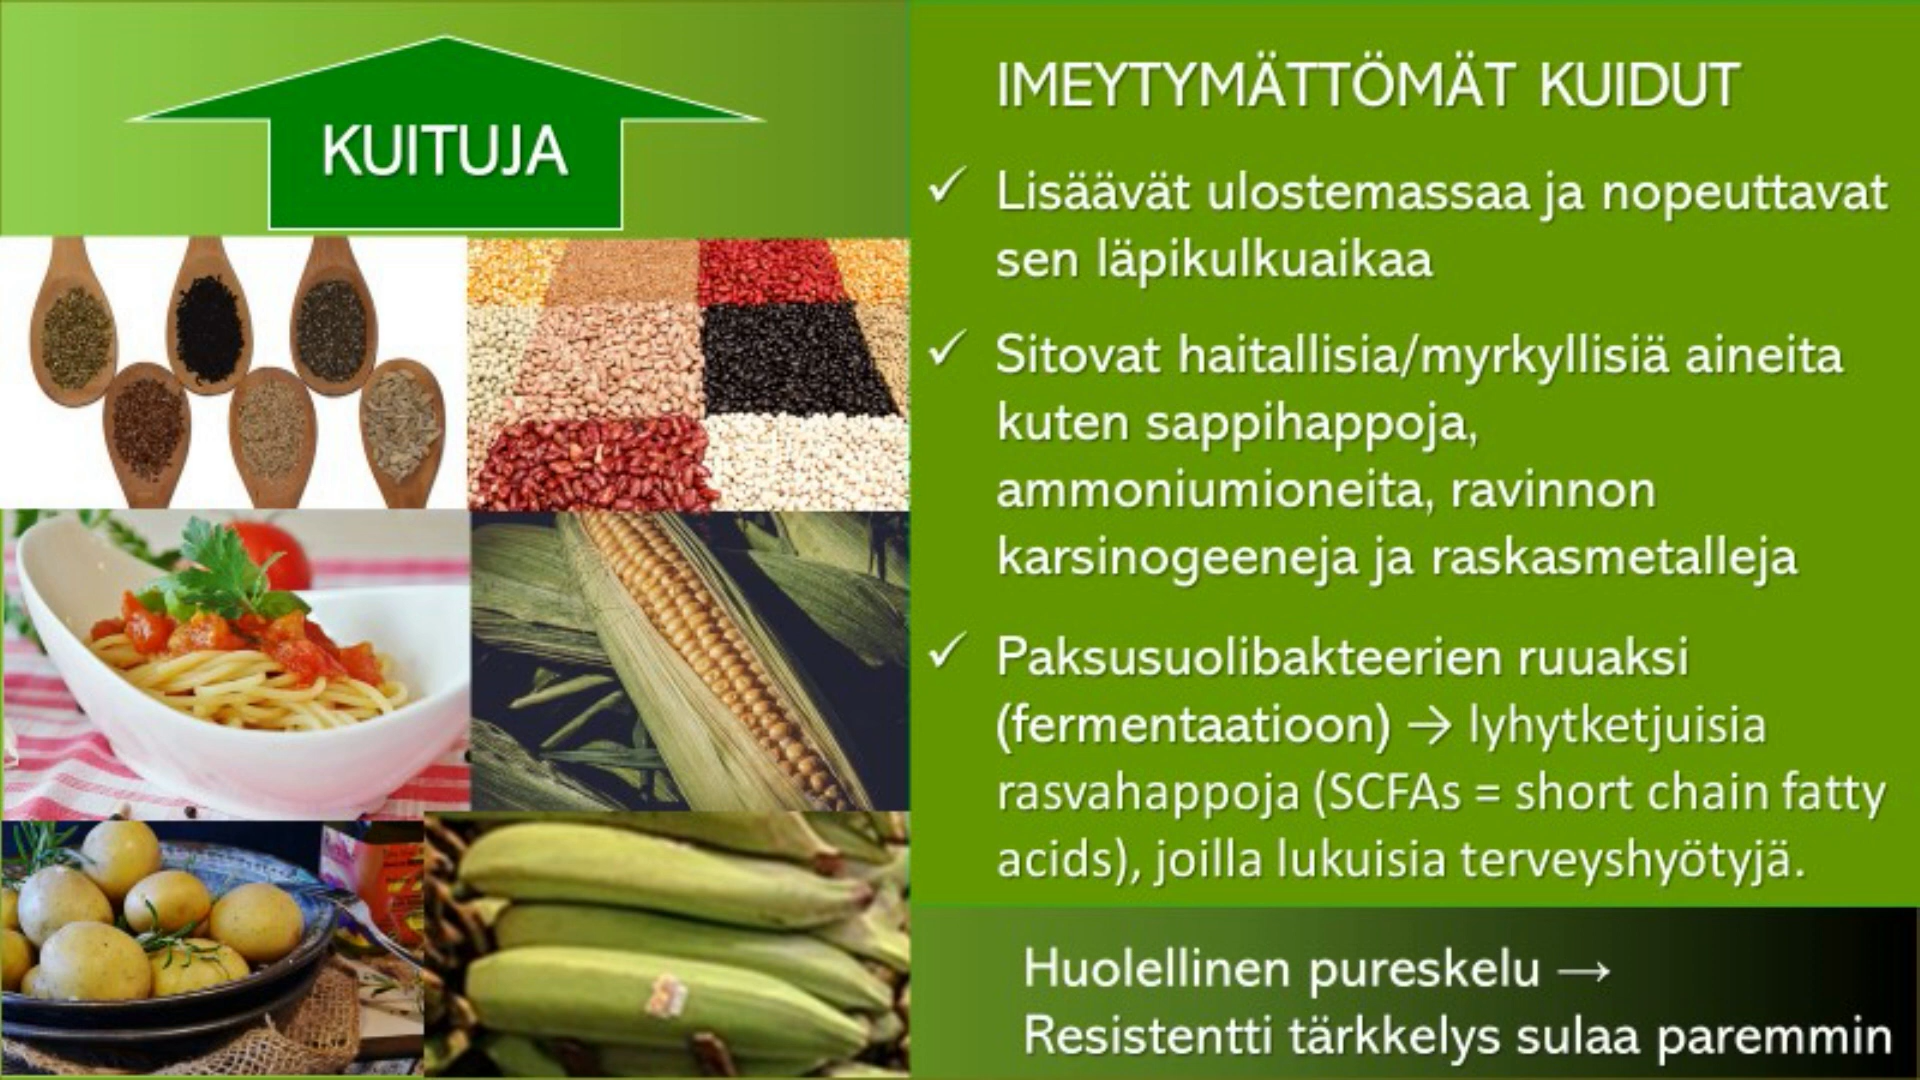 KUITUJA
IMEYTYMÄTTÖMÄT KUIDUT
✓ Lisäävät ulostemassaa ja nopeuttavat
sen läpikulkuaikaa
✓ Sitovat haitallisia/myrkyllisiä aineita
kuten sappihappoja,
ammoniumioneita, ravinnon
karsinogeeneja ja raskasmetalleja
✓ Paksusuolibakteerien ruuaksi
(fermentaatioon) → lyhytketjuisia
rasvahappoja (SCFAs = short chain fatty
acids), joilla lukuisia terveyshyötyjä.
Huolellinen pureskelu →
Resistentti tärkkelys sulaa paremmin